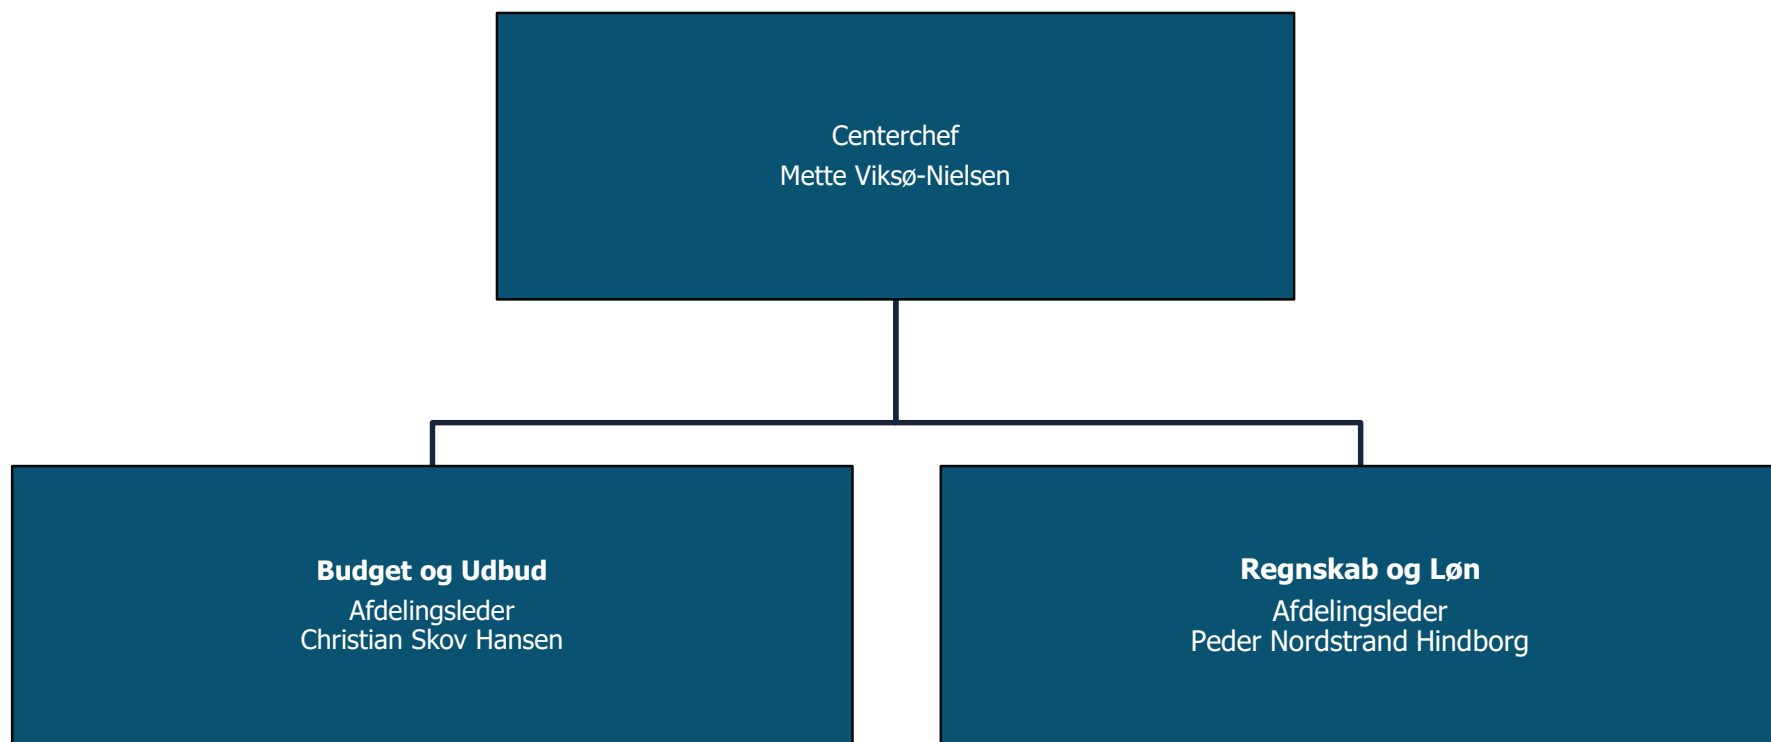 Centerchef
Mette Viksø-Nielsen
Budget og Udbud
Afdelingsleder
Christian Skov Hansen
Regnskab og Løn
Afdelingsleder
Peder Nordstrand Hindborg